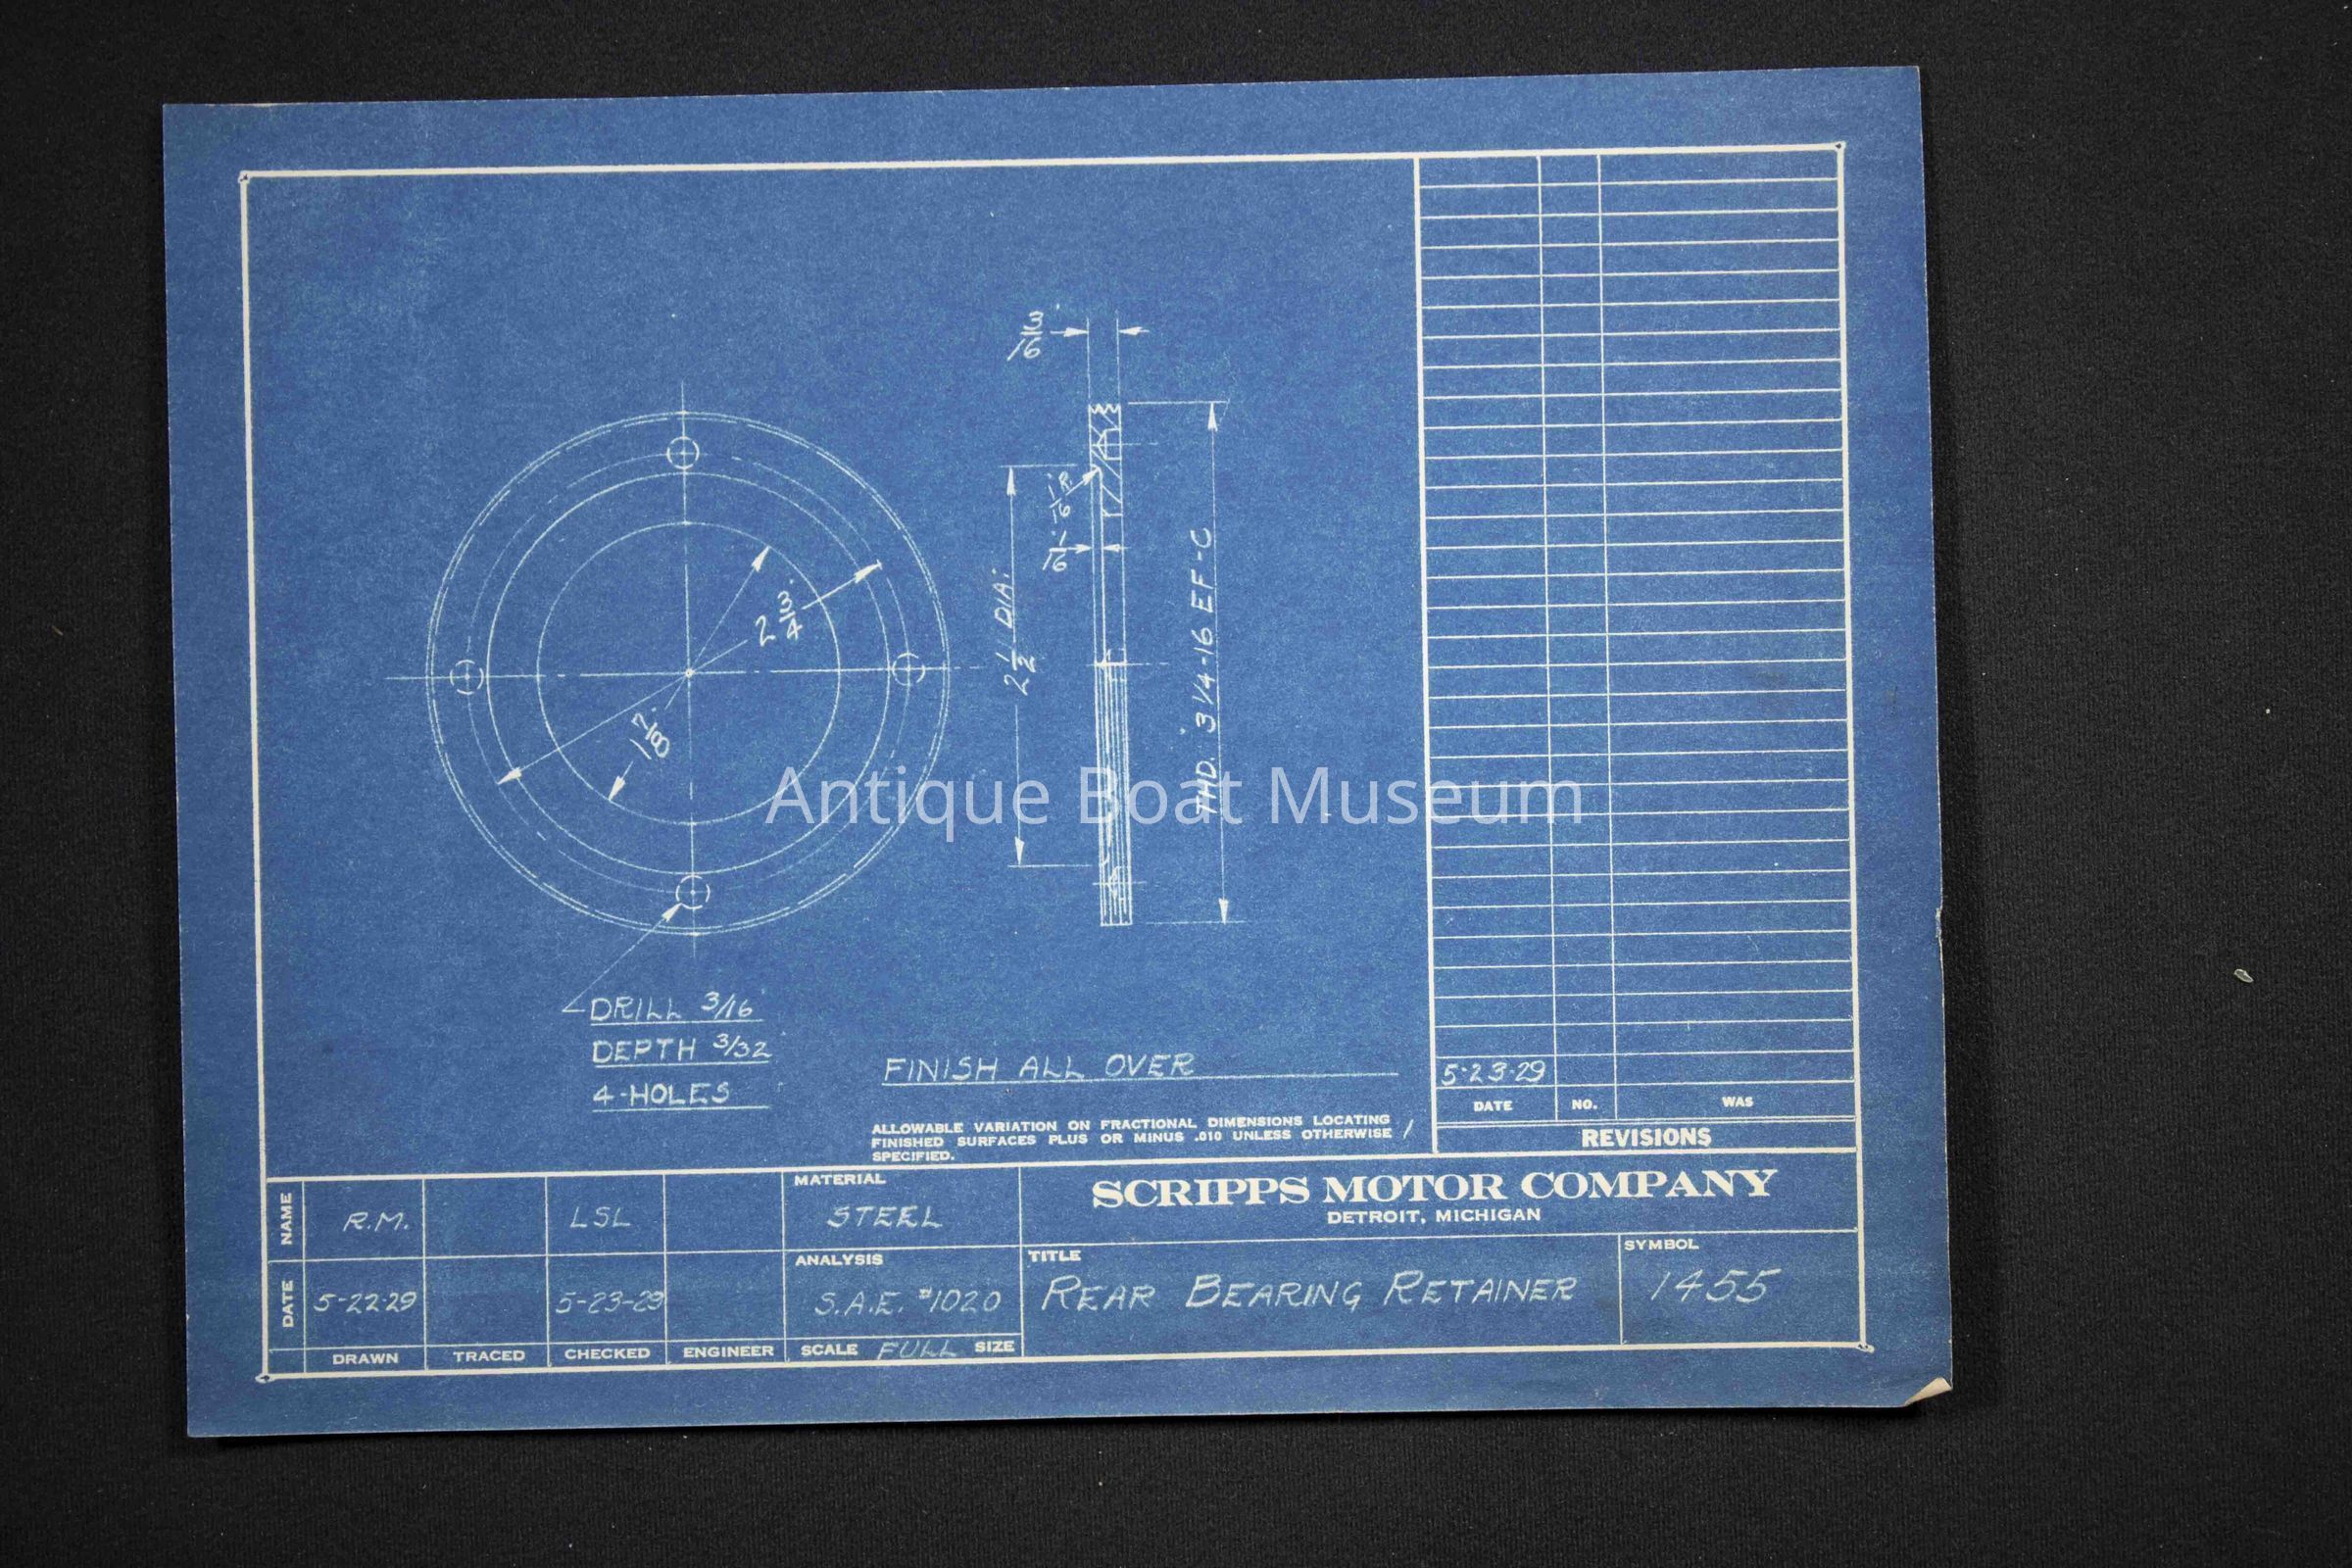 3/16
1/16 R.
1/16
2 3/4
1 7/8
2 1/2 DIA.
THD. 3 1/4-16 EF-C
Antique Boat Museum
DRILL 3/16
DEPTH 3/32
4-HOLES
FINISH ALL OVER
ALLOWABLE VARIATION ON FRACTIONAL DIMENSIONS LOCATING
FINISHED SURFACES PLUS OR MINUS .010 UNLESS OTHERWISE
SPECIFIED.
5-23-29
DATE NO. WAS
REVISIONS
NAME R.M. LSL
DATE 5-22-29 5-23-29
DRAWN TRACED CHECKED ENGINEER
MATERIAL
STEEL
ANALYSIS
S.A.E. #1020
SCALE FULL SIZE
SCRIPPS MOTOR COMPANY
DETROIT, MICHIGAN
TITLE
REAR BEARING RETAINER
SYMBOL
1455